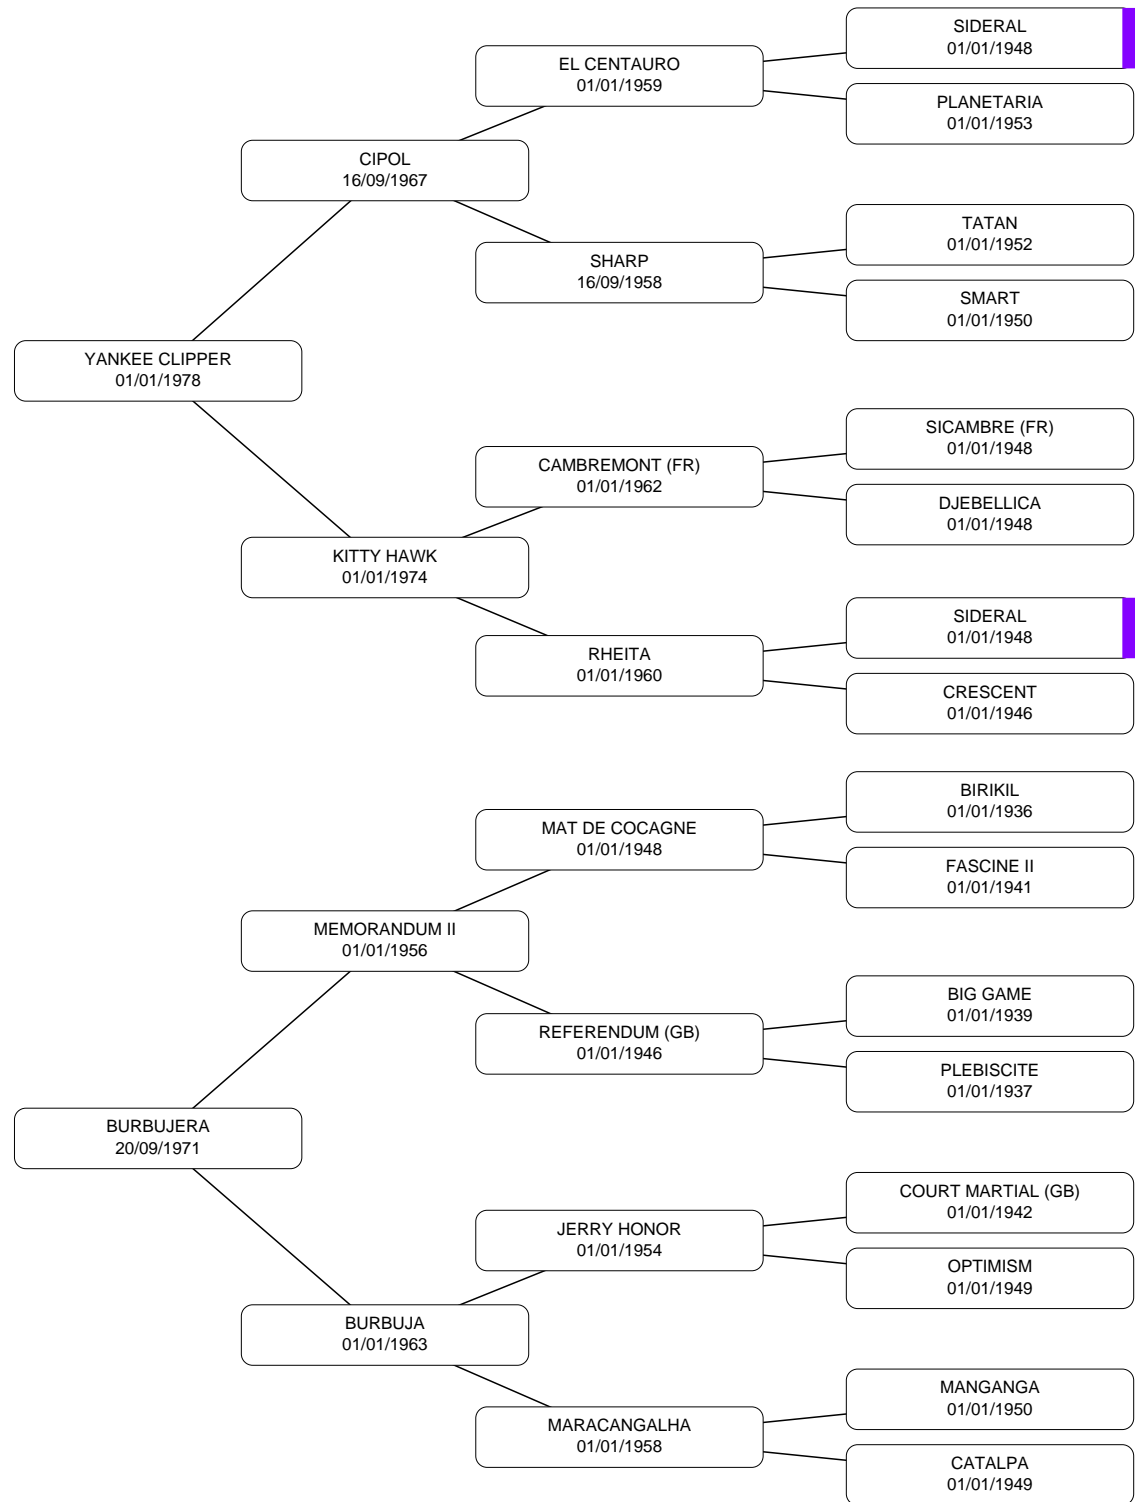 SIDERAL
01/01/1948
EL CENTAURO
01/01/1959
PLANETARIA
01/01/1953
CIPOL
16/09/1967
TATAN
01/01/1952
SHARP
16/09/1958
SMART
01/01/1950
YANKEE CLIPPER
01/01/1978
SICAMBRE (FR)
01/01/1948
CAMBREMONT (FR)
01/01/1962
DJEBELLICA
01/01/1948
KITTY HAWK
01/01/1974
SIDERAL
01/01/1948
RHEITA
01/01/1960
CRESCENT
01/01/1946
BIRIKIL
01/01/1936
MAT DE COCAGNE
01/01/1948
FASCINE II
01/01/1941
MEMORANDUM II
01/01/1956
BIG GAME
01/01/1939
REFERENDUM (GB)
01/01/1946
PLEBISCITE
01/01/1937
BURBUJERA
20/09/1971
COURT MARTIAL (GB)
01/01/1942
JERRY HONOR
01/01/1954
OPTIMISM
01/01/1949
BURBUJA
01/01/1963
MANGANGA
01/01/1950
MARACANGALHA
01/01/1958
CATALPA
01/01/1949